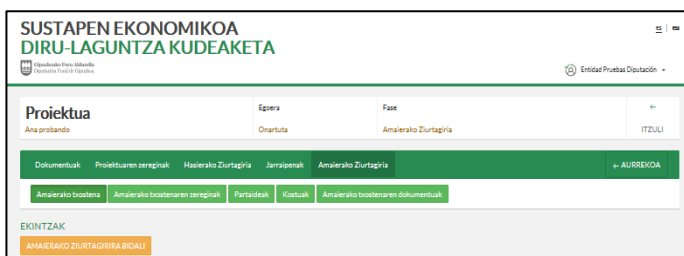 SUSTAPEN EKONOMIKOA
DIRU-LAGUNTZA KUDEAKETA
es | eu
Gipuzkoako Foru Aldundia
Diputación Foral de Gipuzkoa
Entidad Pruebas Diputación
Proiektua
Ana probando
Egoera
Onartuta
Fase
Amaierako Ziurtagiria
← ITZULI
Dokumentuak Proiektuaren zereginak Hasierako Ziurtagiria Jarraipenak Amaierako Ziurtagiria ← AURREKOA
Amaierako txostena Amaierako txostenaren zereginak Partaideak Kostuak Amaierako txostenaren dokumentuak
EKINTZAK
AMAIERAKO ZIURTAGIRIRA BIDALI